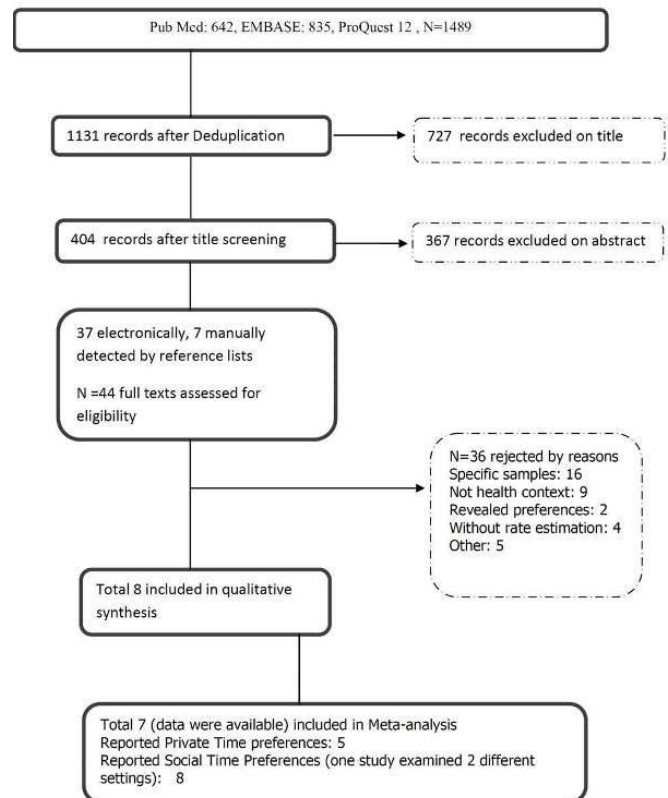 Pub Med: 642, EMBASE: 835, ProQuest 12 , N=1489
1131 records after Deduplication
727 records excluded on title
404 records after title screening
367 records excluded on abstract
37 electronically, 7 manually
detected by reference lists
N =44 full texts assessed for
eligibility
N=36 rejected by reasons
Specific samples: 16
Not health context: 9
Revealed preferences: 2
Without rate estimation: 4
Other: 5
Total 8 included in qualitative
synthesis
Total 7 (data were available) included in Meta-analysis
Reported Private Time preferences: 5
Reported Social Time Preferences (one study examined 2 different
settings): 8